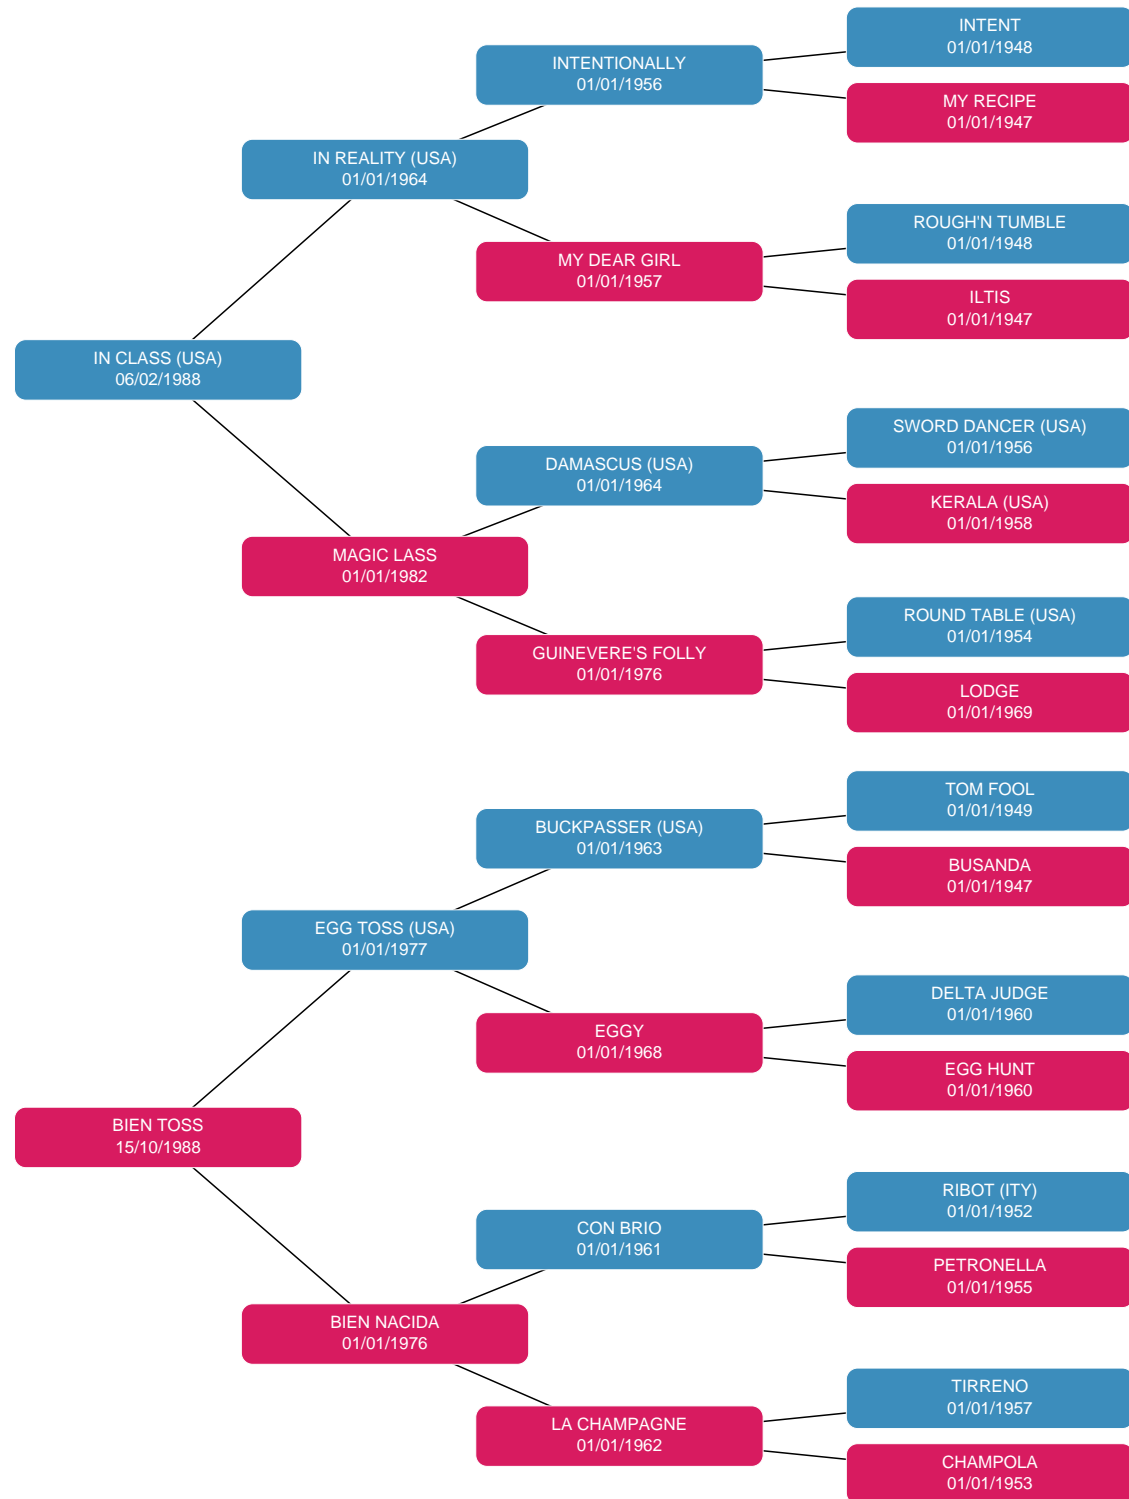 INTENT
01/01/1948
INTENTIONALLY
01/01/1956
MY RECIPE
01/01/1947
IN REALITY (USA)
01/01/1964
ROUGH'N TUMBLE
01/01/1948
MY DEAR GIRL
01/01/1957
ILTIS
01/01/1947
IN CLASS (USA)
06/02/1988
SWORD DANCER (USA)
01/01/1956
DAMASCUS (USA)
01/01/1964
KERALA (USA)
01/01/1958
MAGIC LASS
01/01/1982
ROUND TABLE (USA)
01/01/1954
GUINEVERE'S FOLLY
01/01/1976
LODGE
01/01/1969
TOM FOOL
01/01/1949
BUCKPASSER (USA)
01/01/1963
BUSANDA
01/01/1947
EGG TOSS (USA)
01/01/1977
DELTA JUDGE
01/01/1960
EGGY
01/01/1968
EGG HUNT
01/01/1960
BIEN TOSS
15/10/1988
RIBOT (ITY)
01/01/1952
CON BRIO
01/01/1961
PETRONELLA
01/01/1955
BIEN NACIDA
01/01/1976
TIRRENO
01/01/1957
LA CHAMPAGNE
01/01/1962
CHAMPOLA
01/01/1953